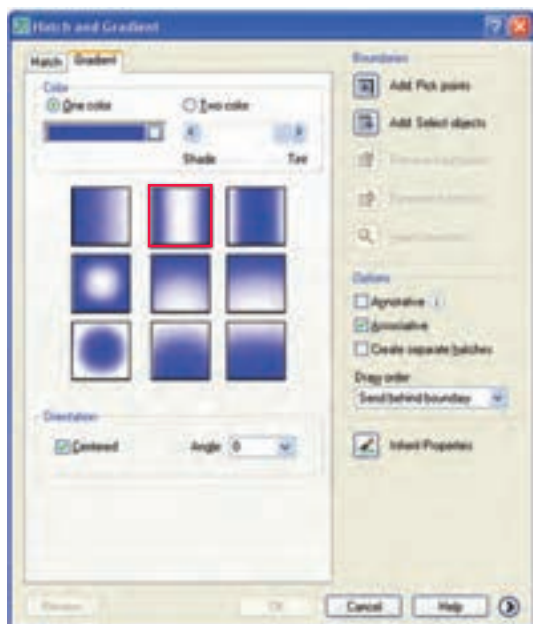 Hatch and Gradient
Hatch
Gradient
Color
One color
Two color
Shade
Tint
Orientation
Centered
Angle
0
Boundaries
Add: Pick points
Add: Select objects
Options
Annotative
Associative
Create separate hatches
Draw order
Send behind boundary
Inherit Properties
Preview
OK
Cancel
Help